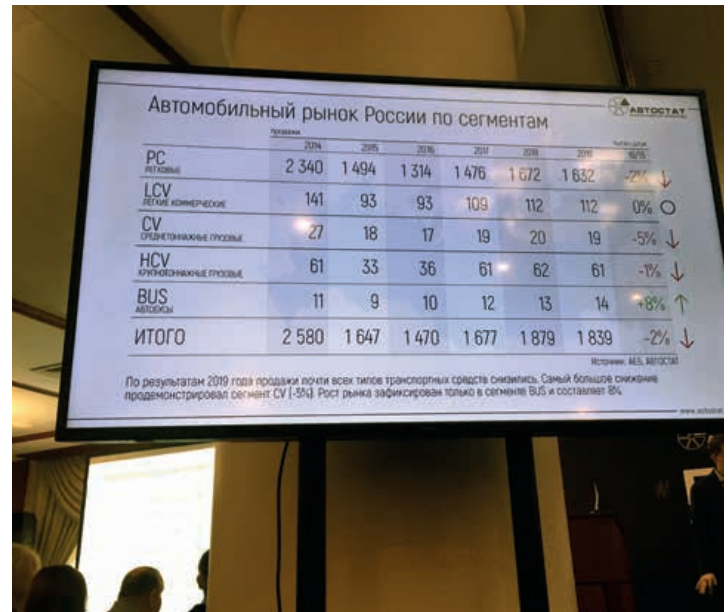 Автомобильный рынок России по сегментам
АВТОСТАТ
продажи
2014 2015 2016 2017 2018 2019 19/18
PC 2 340 1 494 1 314 1 476 1 672 1 632 -2% ↓
ЛЕГКОВЫЕ
LCV 141 93 93 109 112 112 0% O
ЛЕГКИЕ КОММЕРЧЕСКИЕ
CV 27 18 17 19 20 19 -5% ↓
СРЕДНЕТОННАЖНЫЕ ГРУЗОВЫЕ
HCV 61 33 36 61 62 61 -1% ↓
КРУПНОТОННАЖНЫЕ ГРУЗОВЫЕ
BUS 11 9 10 12 13 14 +8% ↑
АВТОБУСЫ
ИТОГО 2 580 1 647 1 470 1 677 1 879 1 839 -2% ↓
Источник: АЕБ, АВТОСТАТ
По результатам 2019 года продажи почти всех типов транспортных средств снизились. Самый большое снижение
продемонстрировал сегмент CV (-5%). Рост рынка зафиксирован только в сегменте BUS и составляет 8%.
www.autostat